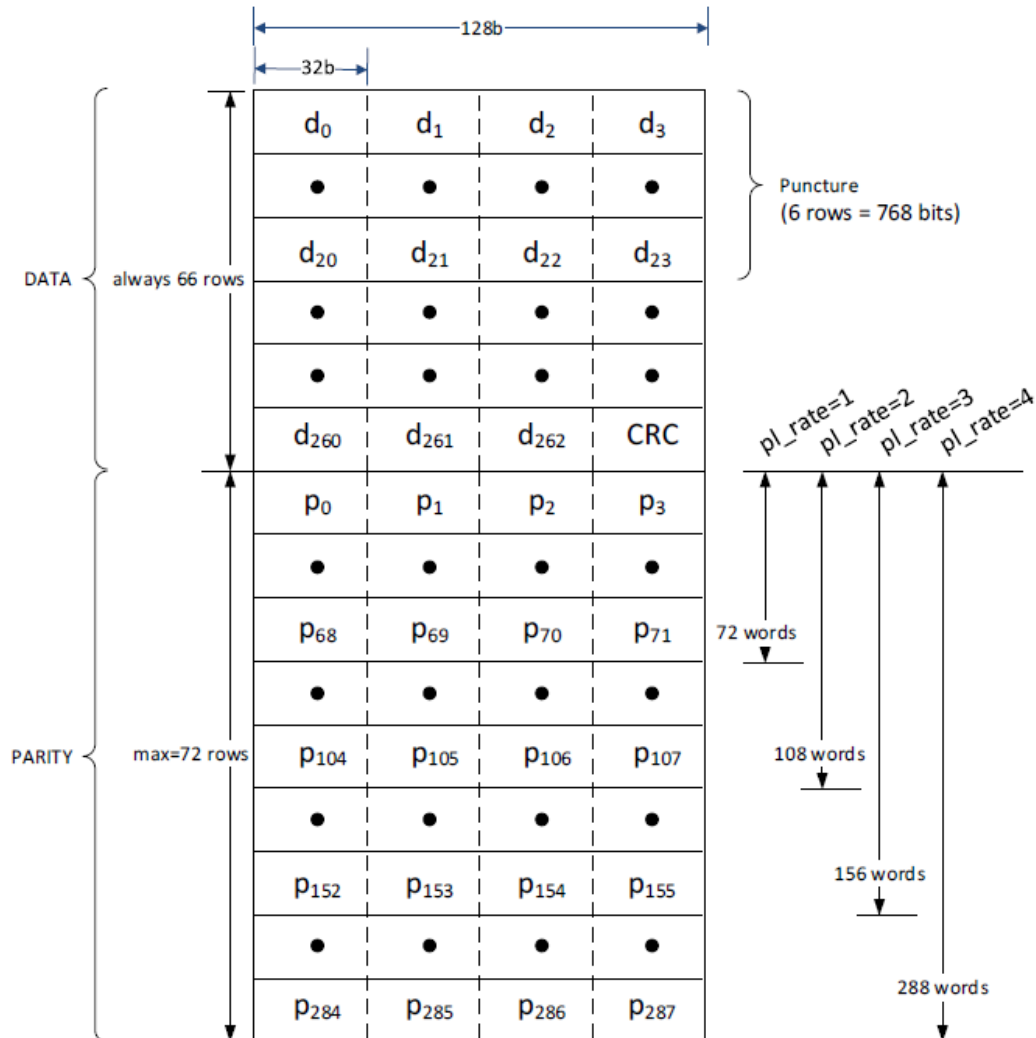 128b
32b
d0 d1 d2 d3
Puncture
(6 rows = 768 bits)
d20 d21 d22 d23
DATA
always 66 rows
d260 d261 d262 CRC
pl_rate=1
pl_rate=2
pl_rate=3
pl_rate=4
p0 p1 p2 p3
p68 p69 p70 p71
72 words
PARITY
max=72 rows
p104 p105 p106 p107
108 words
p152 p153 p154 p155
156 words
p284 p285 p286 p287
288 words